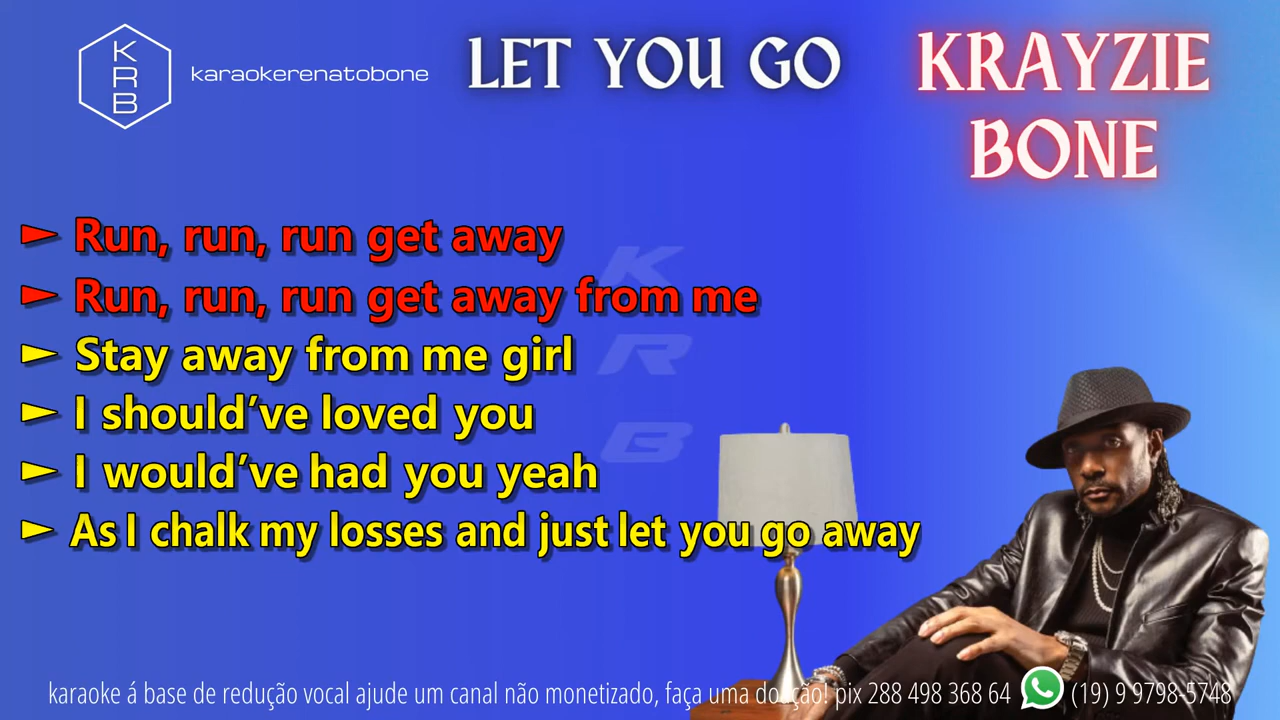 K
R
B
karaokerenatobone
LET YOU GO
KRAYZIE
BONE
► Run, run, run get away
► Run, run, run get away from me
► Stay away from me girl
► I should've loved you
► I would've had you yeah
► As I chalk my losses and just let you go away
K
R
B
karaoke á base de redução vocal ajude um canal não monetizado, faça uma doação! pix 288 498 368 64 (19) 9 9798-5748